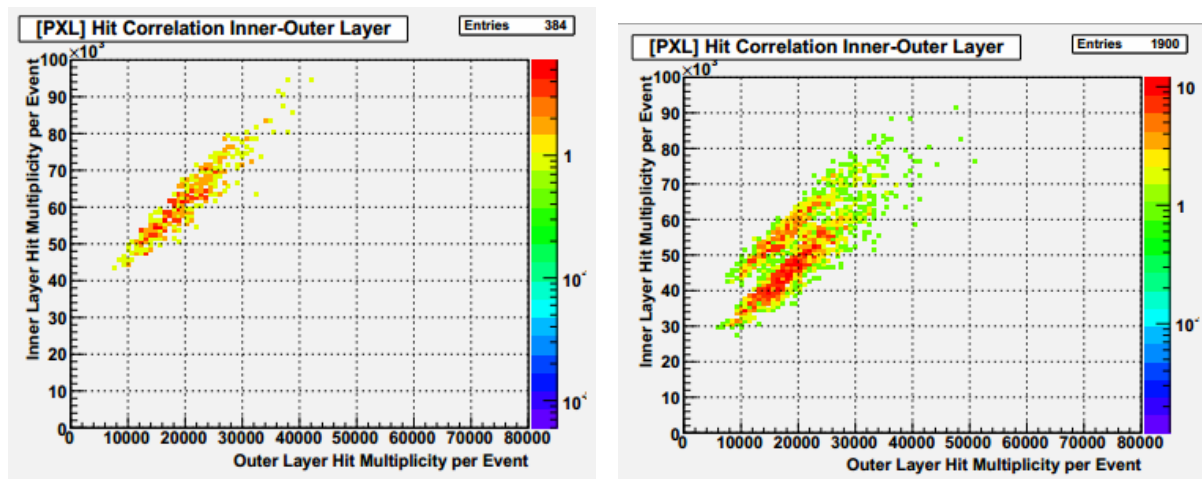 [PXL] Hit Correlation Inner-Outer Layer
Entries 384
×10³
Inner Layer Hit Multiplicity per Event
100
90
80
70
60
50
40
30
20
10
0
0 10000 20000 30000 40000 50000 60000 70000 80000
Outer Layer Hit Multiplicity per Event
1
[PXL] Hit Correlation Inner-Outer Layer
Entries 1900
×10³
Inner Layer Hit Multiplicity per Event
100
90
80
70
60
50
40
30
20
10
0
0 10000 20000 30000 40000 50000 60000 70000 80000
Outer Layer Hit Multiplicity per Event
10
1